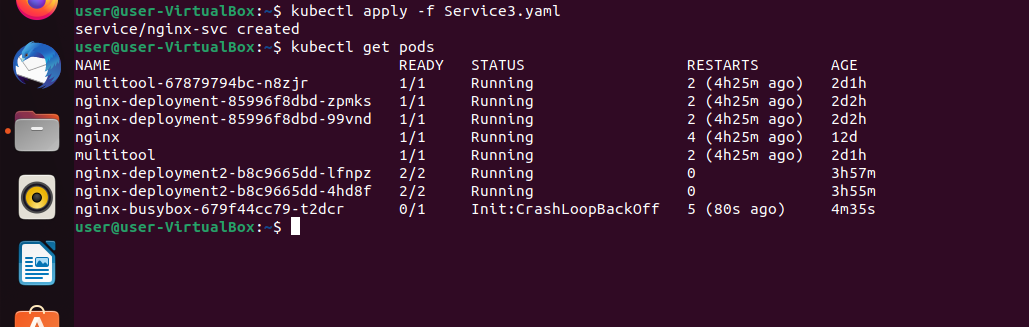 user@user-VirtualBox:~$ kubectl apply -f Service3.yaml
service/nginx-svc created
user@user-VirtualBox:~$ kubectl get pods
NAME READY STATUS RESTARTS AGE
multitool-67879794bc-n8zjr 1/1 Running 2 (4h25m ago) 2d1h
nginx-deployment-85996f8dbd-zpmks 1/1 Running 2 (4h25m ago) 2d2h
nginx-deployment-85996f8dbd-99vnd 1/1 Running 2 (4h25m ago) 2d2h
nginx 1/1 Running 4 (4h25m ago) 12d
multitool 1/1 Running 2 (4h25m ago) 2d1h
nginx-deployment2-b8c9665dd-lfnpz 2/2 Running 0 3h57m
nginx-deployment2-b8c9665dd-4hd8f 2/2 Running 0 3h55m
nginx-busybox-679f44cc79-t2dcr 0/1 Init:CrashLoopBackOff 5 (80s ago) 4m35s
user@user-VirtualBox:~$